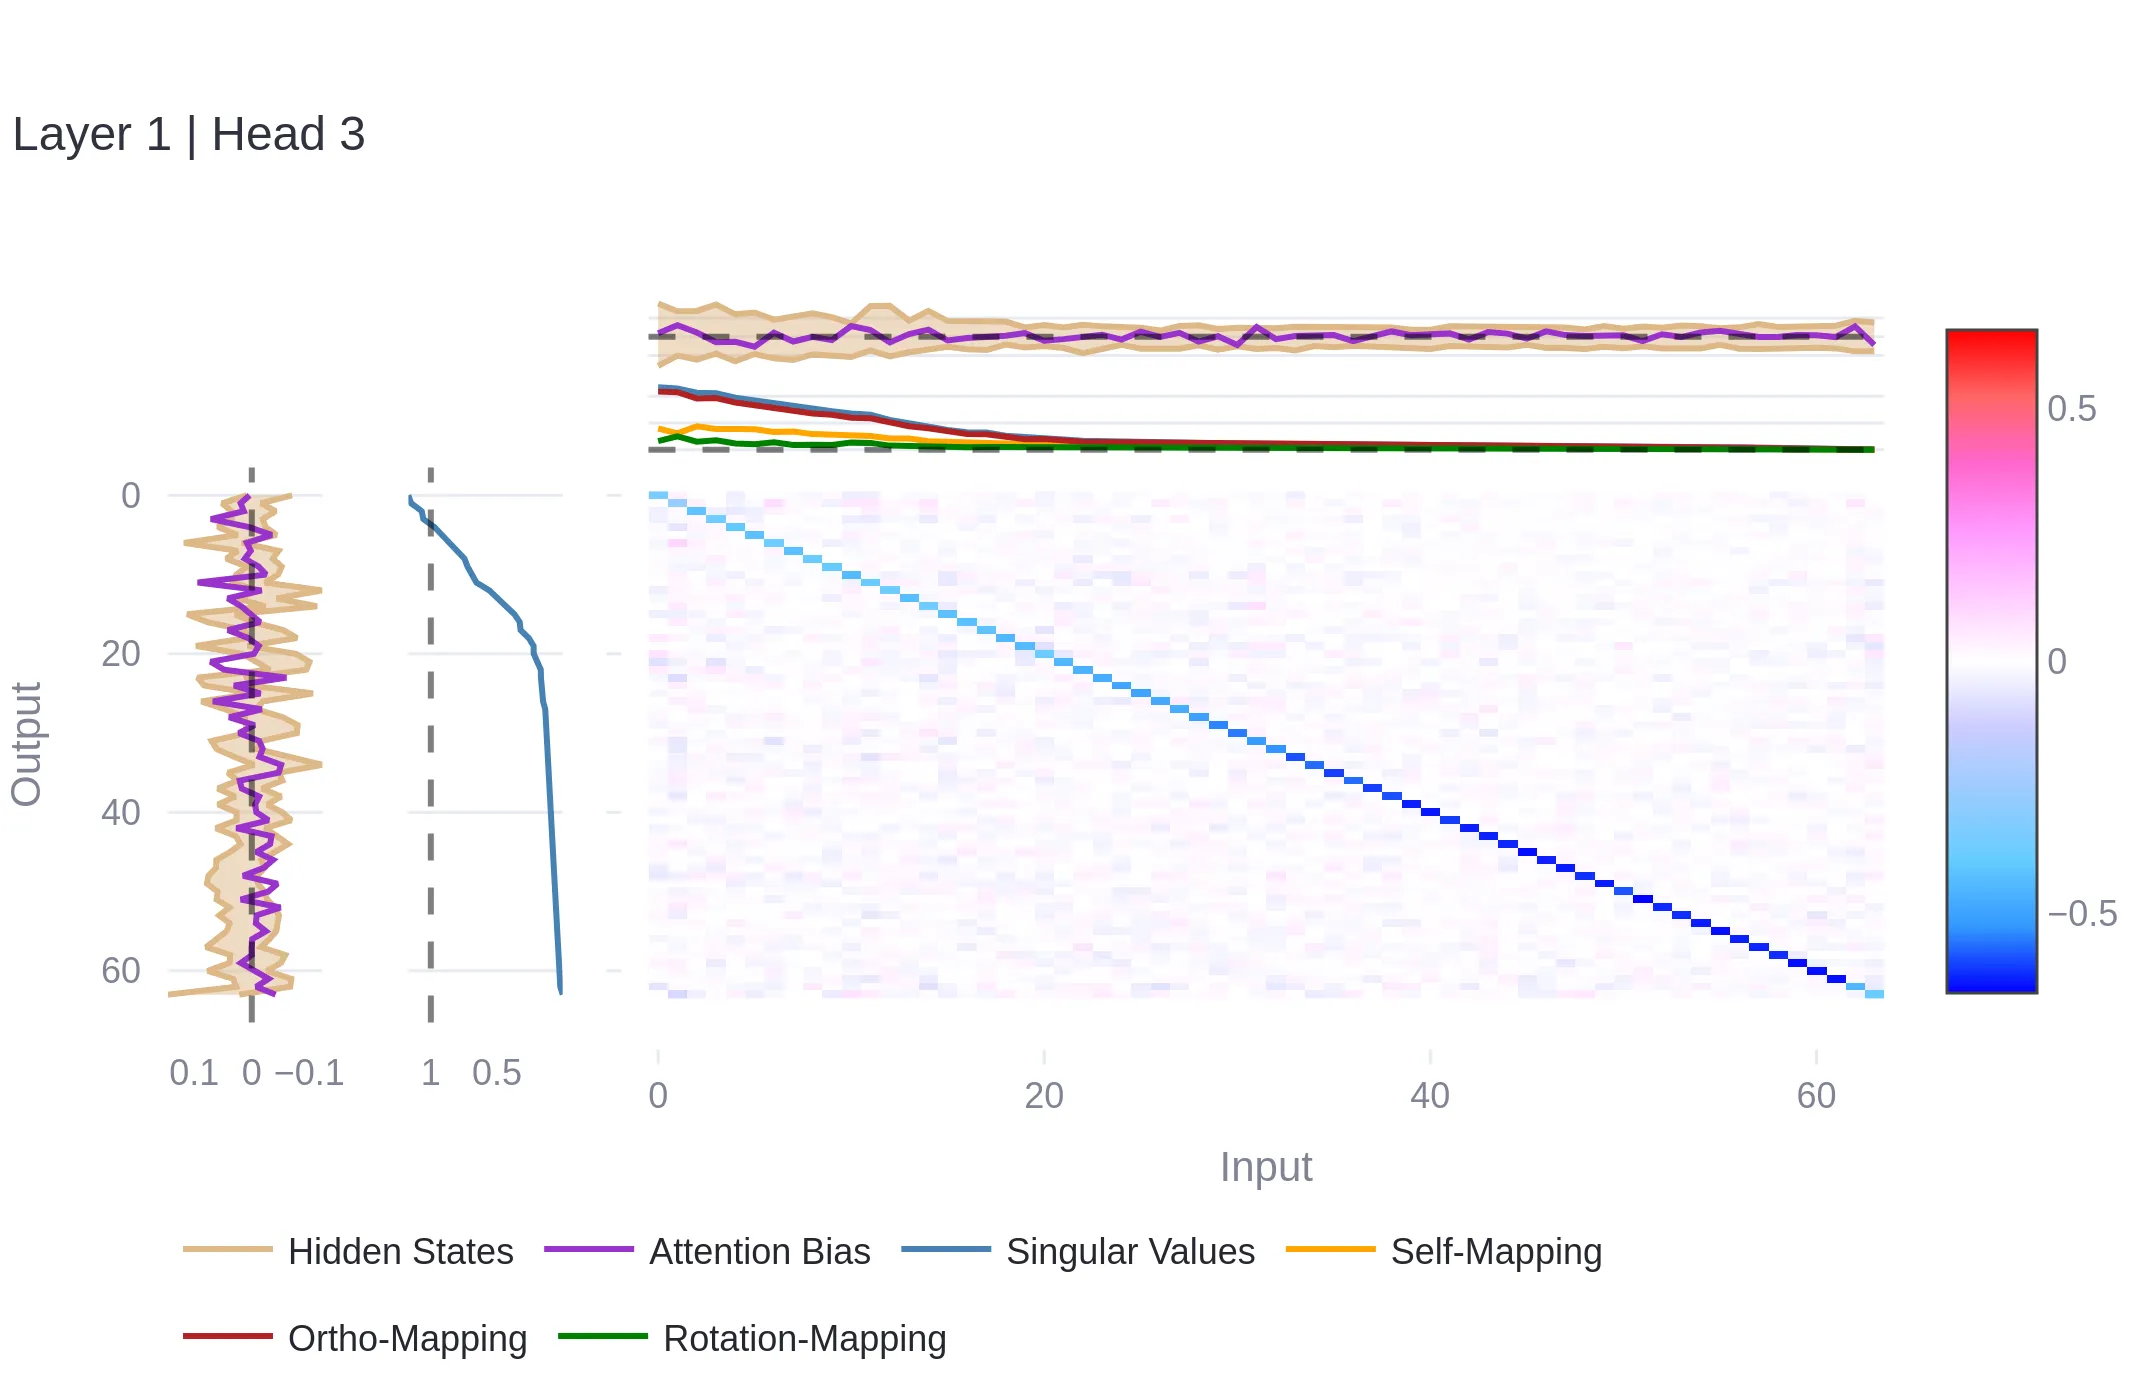 Layer 1 | Head 3
0.5
0
−0.5
Output
0
20
40
60
0.1 0 −0.1
1 0.5
0 20 40 60
Input
Hidden States Attention Bias Singular Values Self-Mapping
Ortho-Mapping Rotation-Mapping